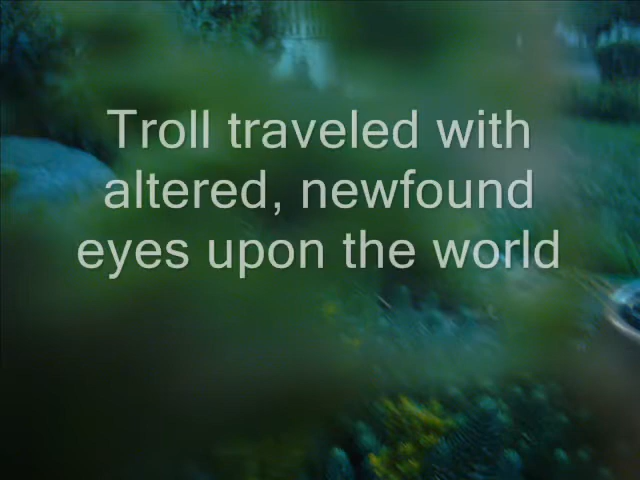 Troll traveled with
altered, newfound
eyes upon the world